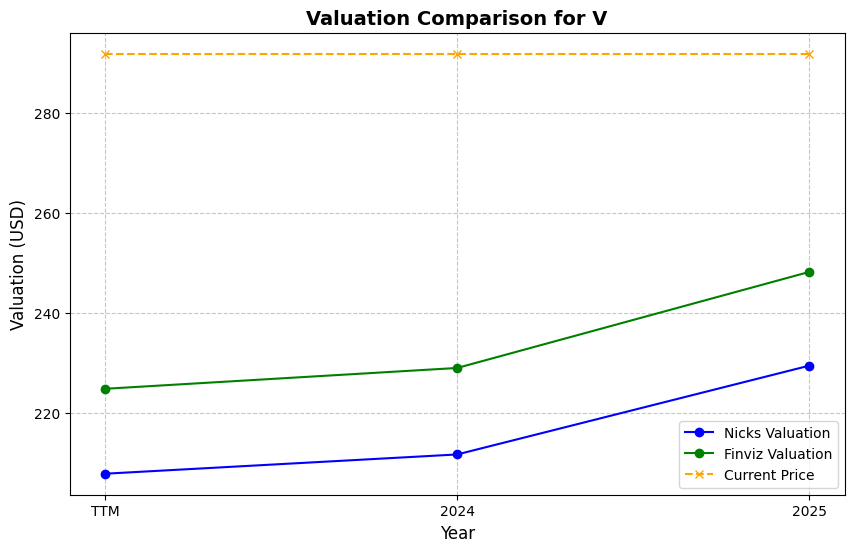 Valuation Comparison for V
Valuation (USD)
280
260
240
220
TTM
2024
2025
Year
Nicks Valuation
Finviz Valuation
Current Price